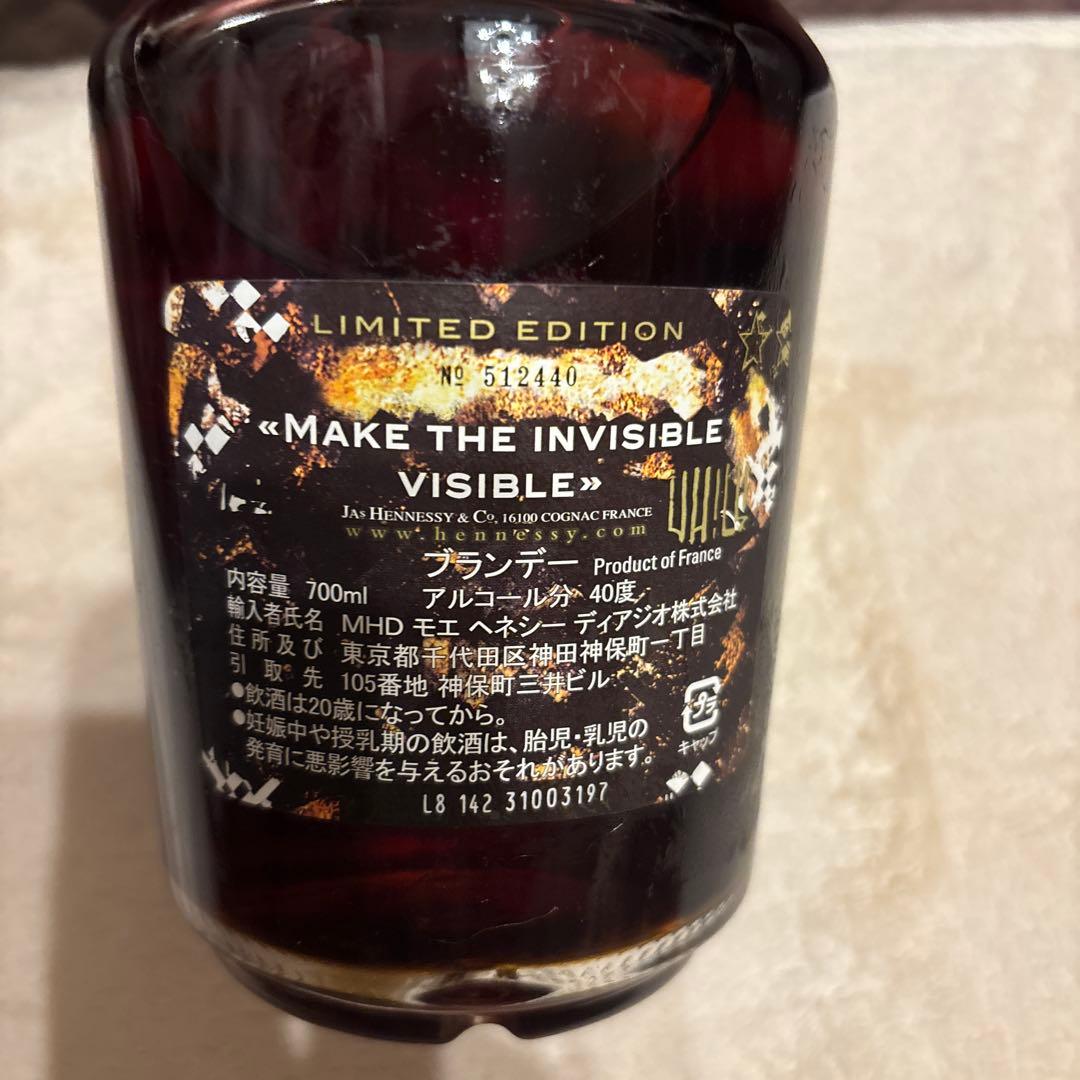 LIMITED EDITION
Nº 512440
«MAKE THE INVISIBLE
VISIBLE»
JAS HENNESSY & Cº, 16100 COGNAC FRANCE
www.hennessy.com
ブランデー Product of France
内容量 700ml アルコール分 40度
輸入者氏名 MHD モエ ヘネシー ディアジオ株式会社
住所及び 東京都千代田区神田神保町一丁目
引取先 105番地 神保町三井ビル
●飲酒は20歳になってから。
●妊娠中や授乳期の飲酒は、胎児・乳児の
発育に悪影響を与えるおそれがあります。
プラ
キャップ
L8 142 31003197